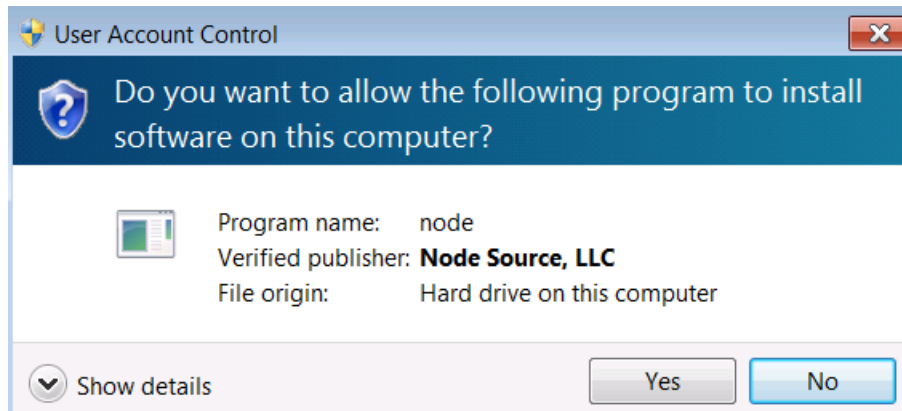 User Account Control
Do you want to allow the following program to install
software on this computer?
Program name: node
Verified publisher: Node Source, LLC
File origin: Hard drive on this computer
Show details Yes No